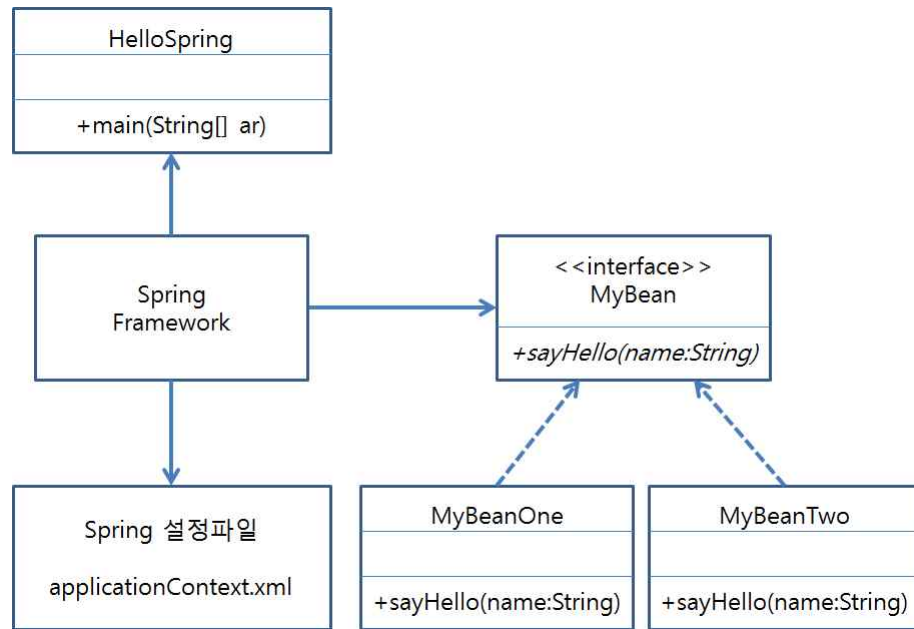 HelloSpring
+main(String[] ar)
Spring
Framework
<<interface>>
MyBean
+sayHello(name:String)
Spring 설정파일
applicationContext.xml
MyBeanOne
+sayHello(name:String)
MyBeanTwo
+sayHello(name:String)